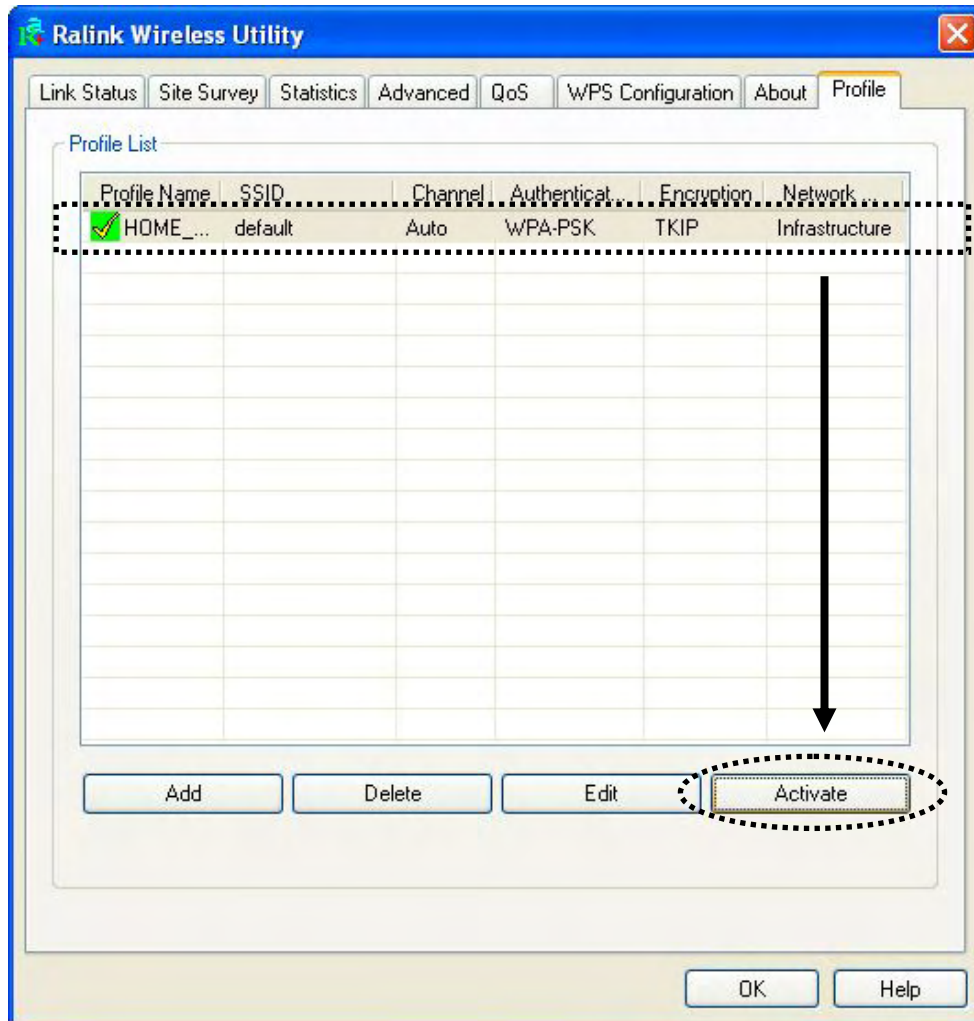 Ralink Wireless Utility
Link Status Site Survey Statistics Advanced QoS WPS Configuration About Profile
Profile List
Profile Name SSID Channel Authenticat... Encryption Network ...
HOME_... default Auto WPA-PSK TKIP Infrastructure
Add Delete Edit Activate
OK Help